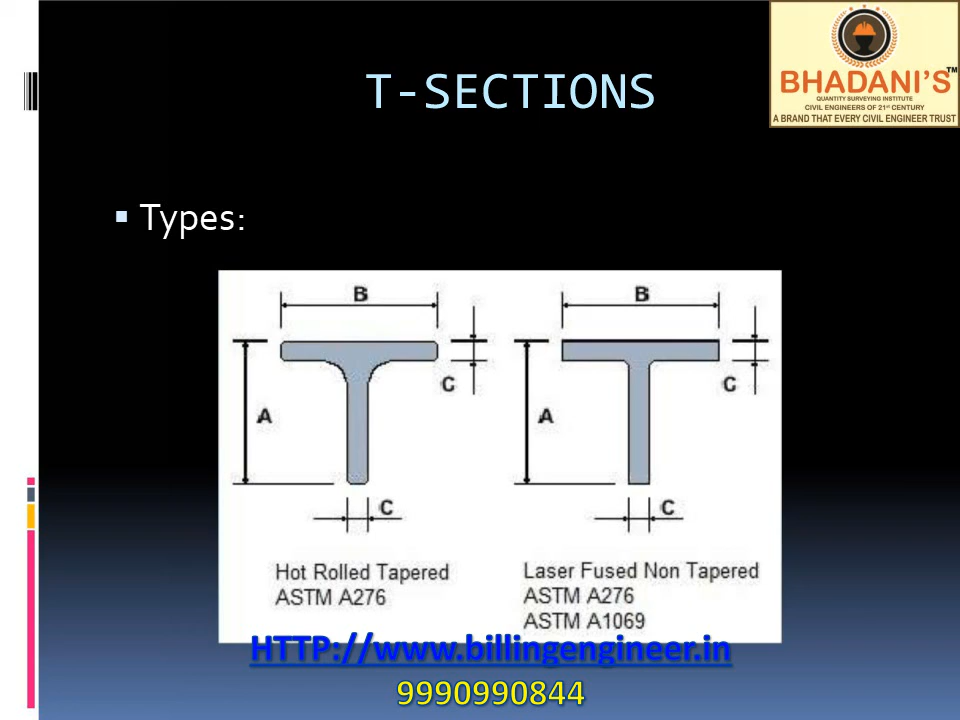 T-SECTIONS
BHADANI'S™
QUANTITY SURVEYING INSTITUTE
CIVIL ENGINEERS OF 21ST CENTURY
A BRAND THAT EVERY CIVIL ENGINEER TRUST
Types:
B
C
A
C
Hot Rolled Tapered
ASTM A276
B
C
A
C
Laser Fused Non Tapered
ASTM A276
ASTM A1069
HTTP://www.billingengineer.in
9990990844